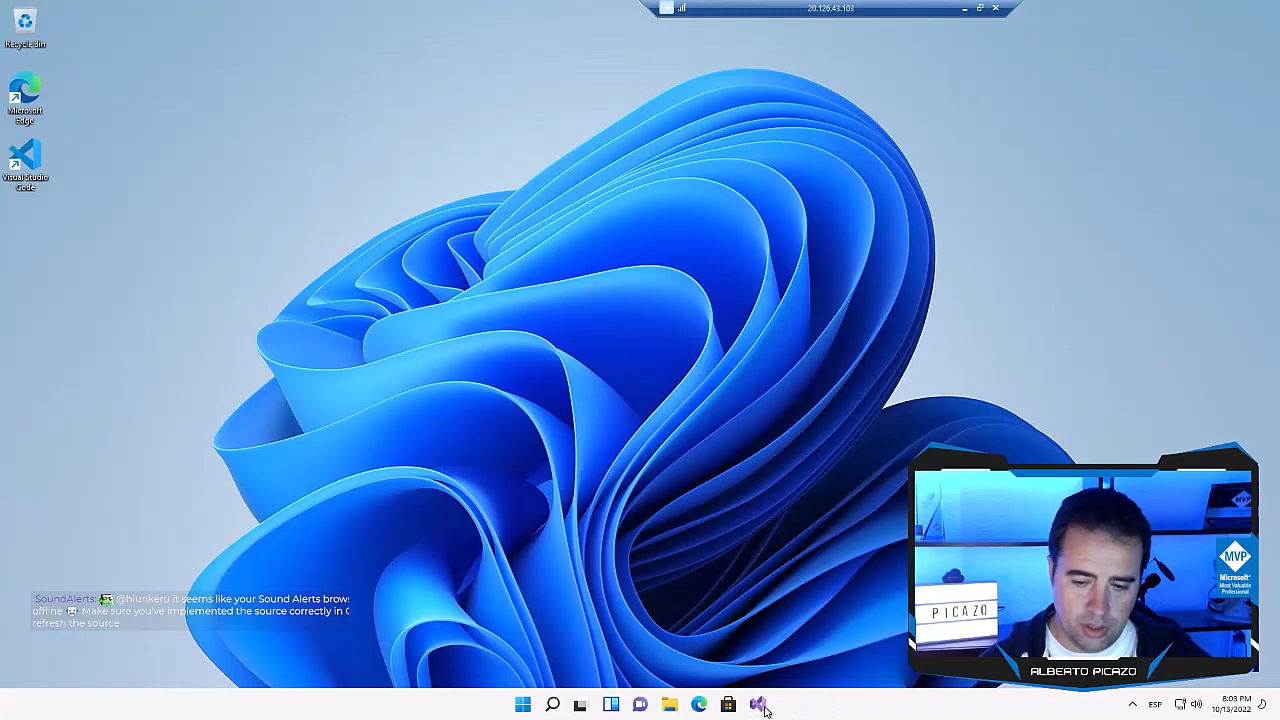 20.126.43.103
Recycle Bin
Microsoft
Edge
Visual Studio
Code
SoundAlerts: @hiunkeru it seems like your Sound Alerts brow
offline Make sure you've implemented the source correctly in
refresh the source
MVP
MVP
Microsoft
Most Valuable
Professional
PICAZO
ALBERTO PICAZO
ESP
8:03 PM
10/13/2022